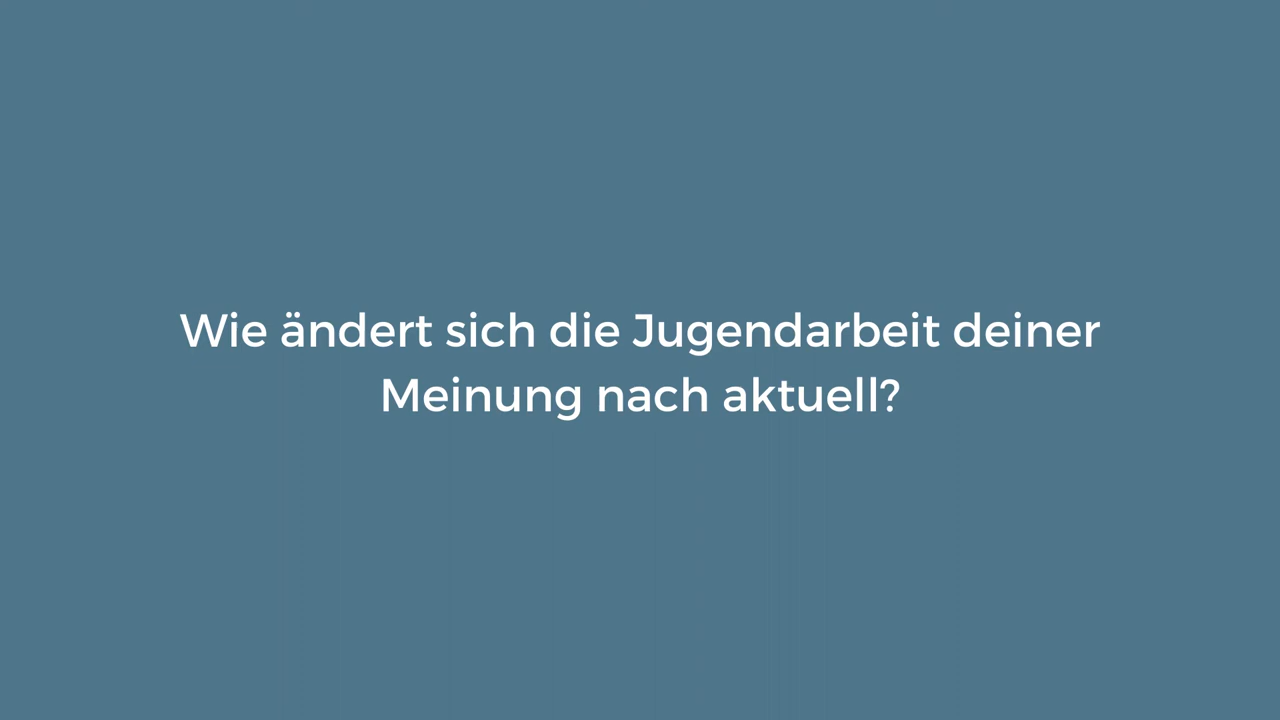 Wie ändert sich die Jugendarbeit deiner
Meinung nach aktuell?